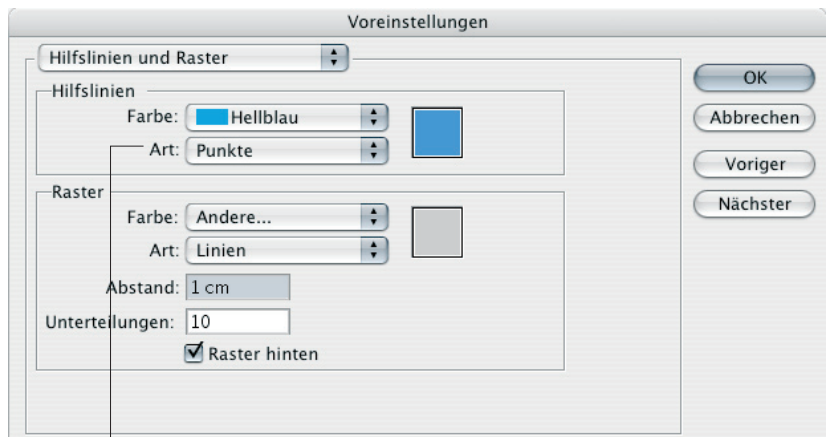 Voreinstellungen
Hilfslinien und Raster
Hilfslinien
Farbe: Hellblau
Art: Punkte
Raster
Farbe: Andere...
Art: Linien
Abstand: 1 cm
Unterteilungen: 10
Raster hinten
OK
Abbrechen
Voriger
Nächster